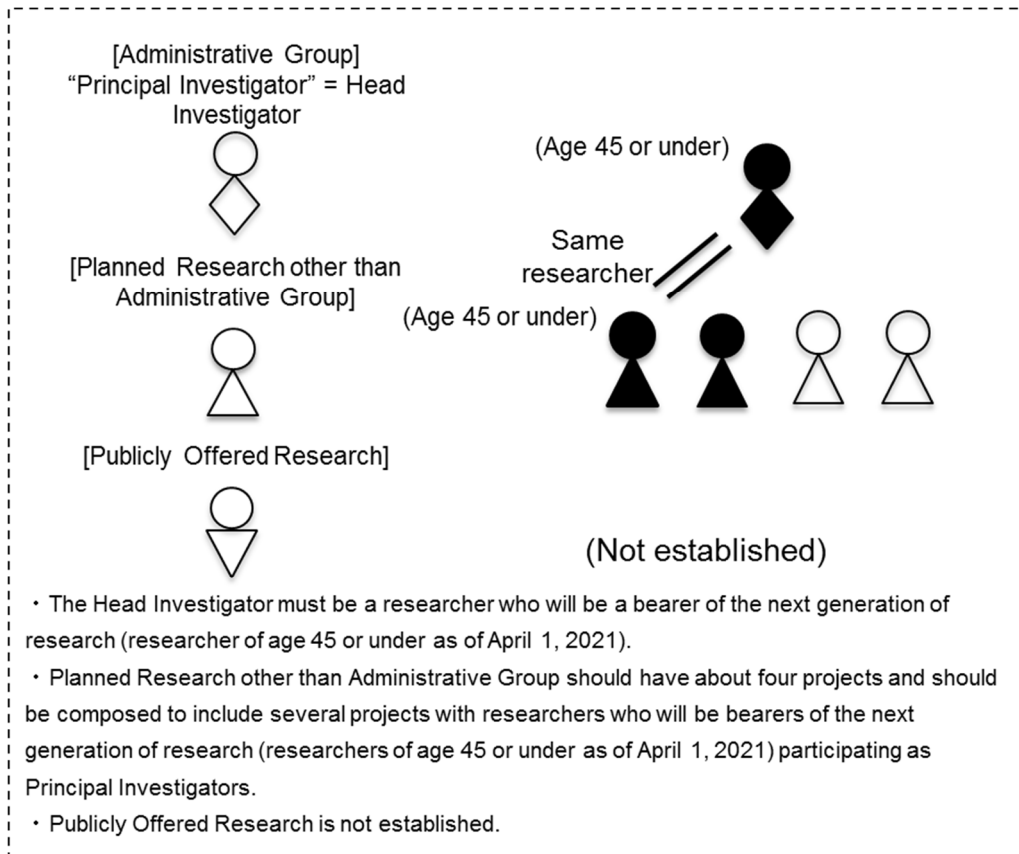 [Administrative Group]
“Principal Investigator” = Head
Investigator
(Age 45 or under)
Same
researcher
[Planned Research other than
Administrative Group]
(Age 45 or under)
[Publicly Offered Research]
(Not established)
・The Head Investigator must be a researcher who will be a bearer of the next generation of
research (researcher of age 45 or under as of April 1, 2021).
・Planned Research other than Administrative Group should have about four projects and should
be composed to include several projects with researchers who will be bearers of the next
generation of research (researchers of age 45 or under as of April 1, 2021) participating as
Principal Investigators.
・Publicly Offered Research is not established.